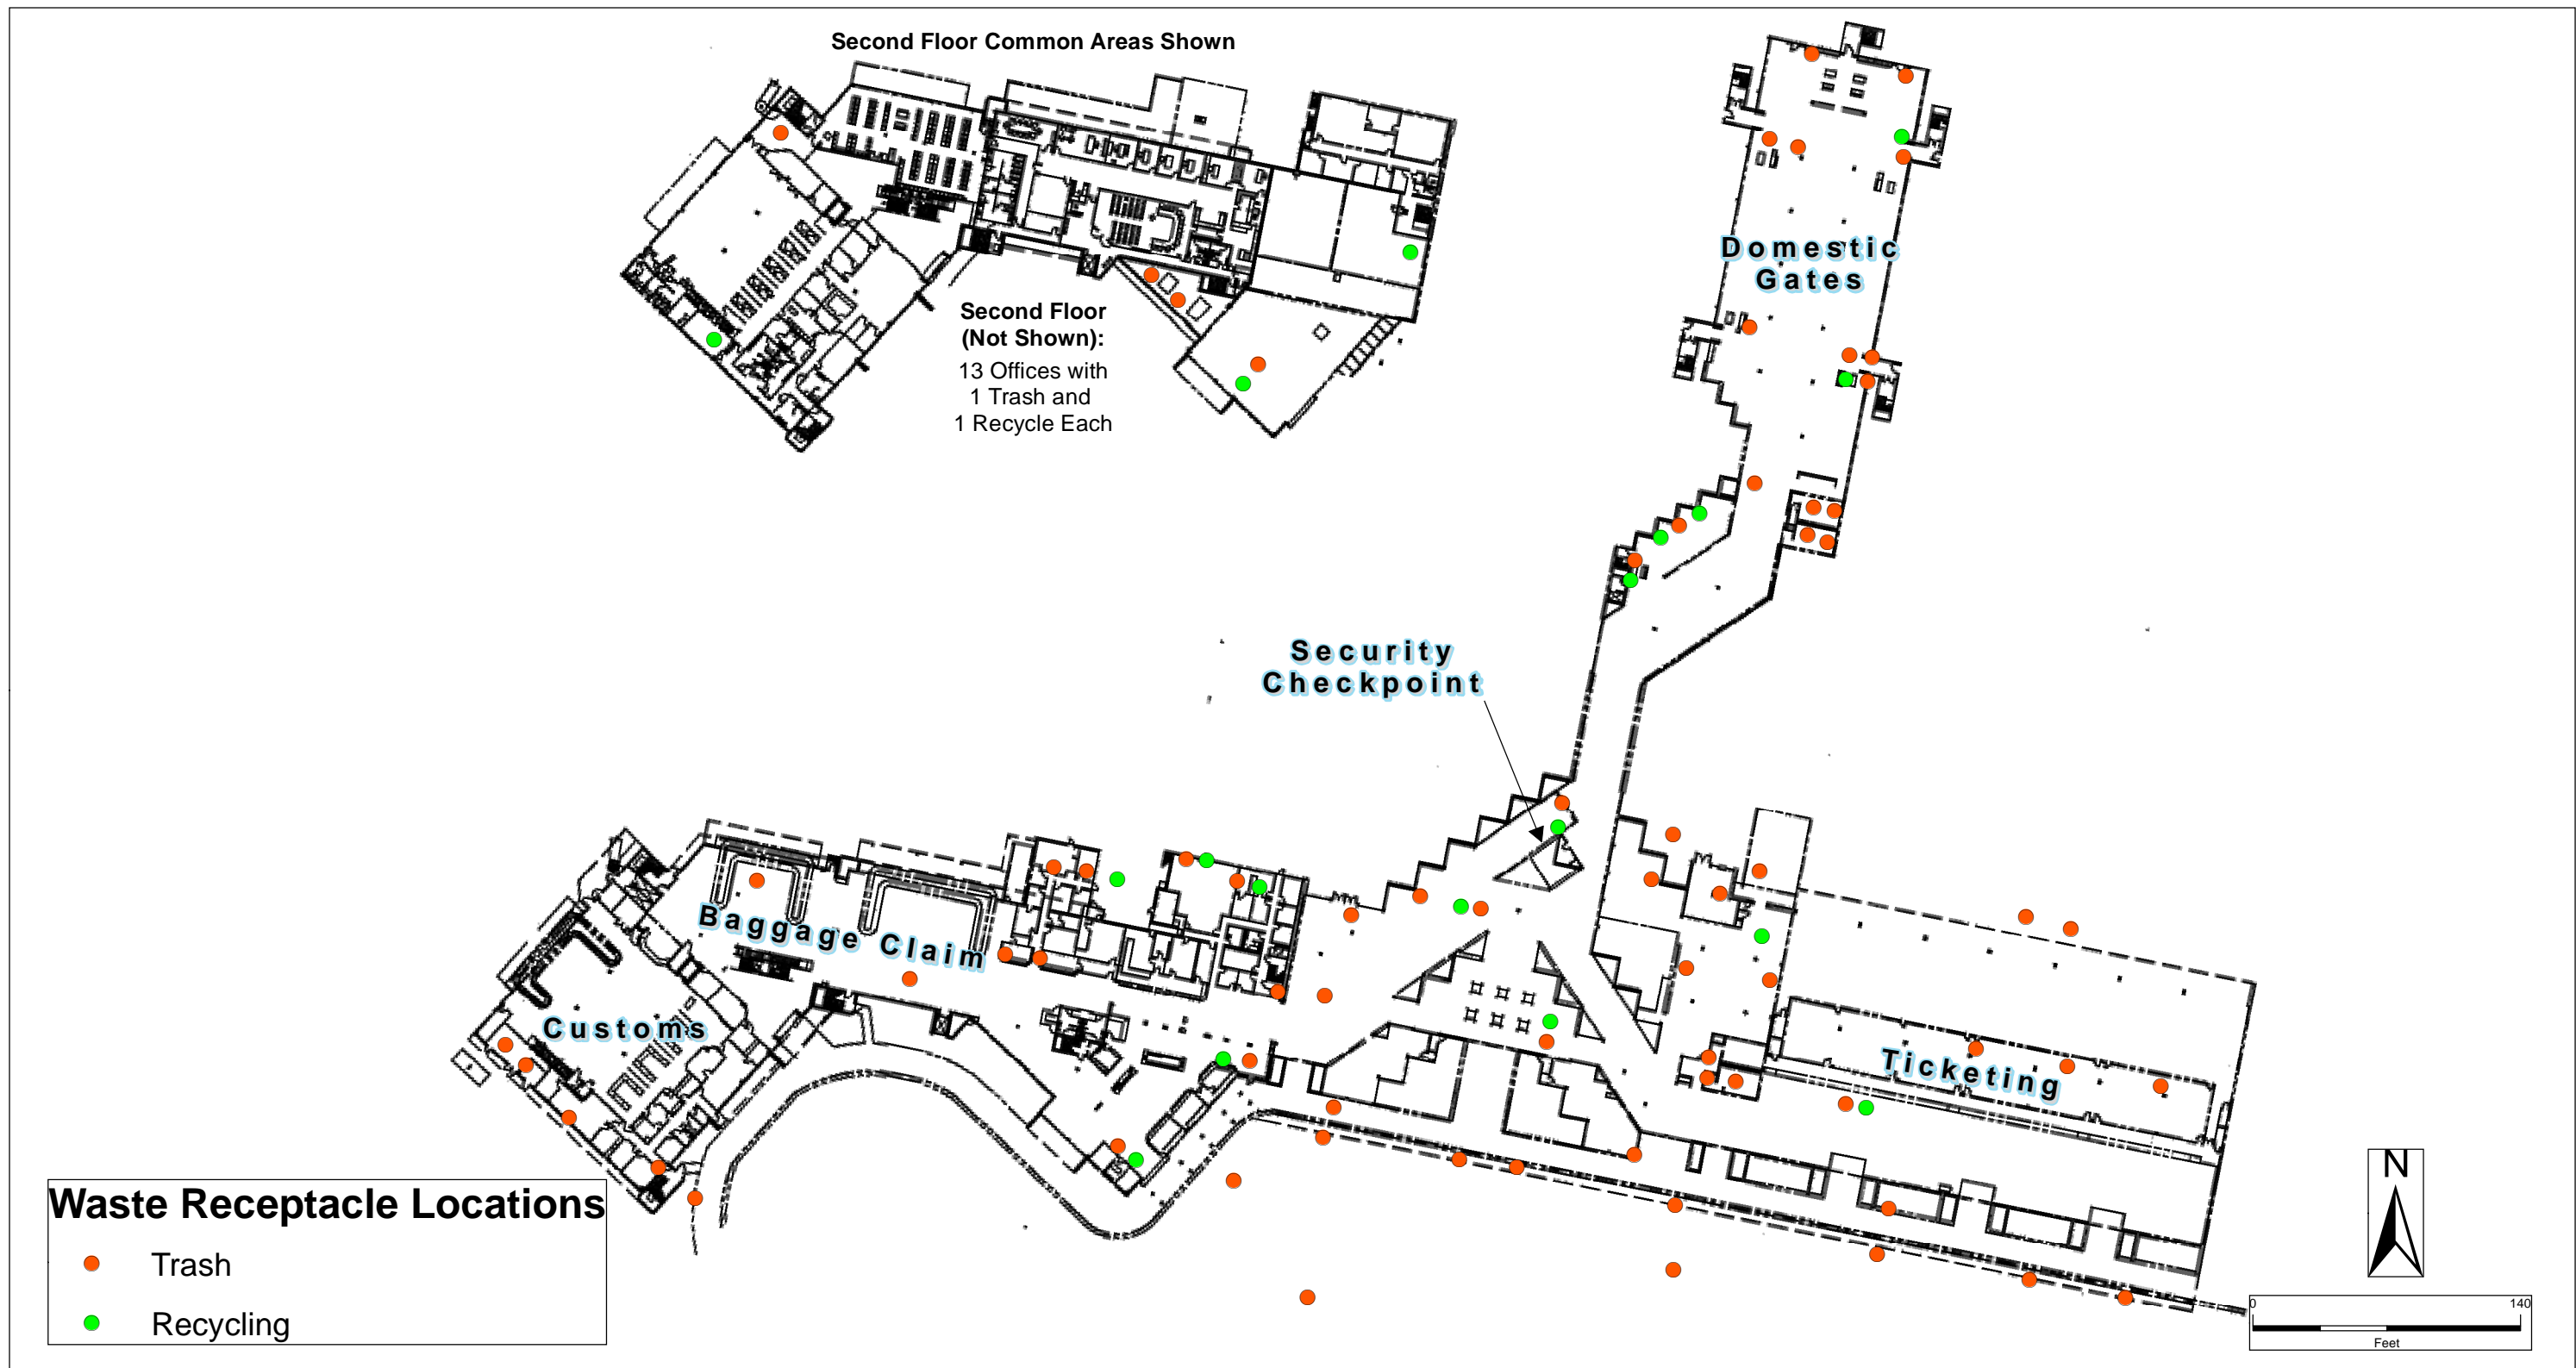 Second Floor Common Areas Shown
Second Floor
(Not Shown):
13 Offices with
1 Trash and
1 Recycle Each
Domestic
Gates
Security
Checkpoint
Baggage Claim
Customs
Ticketing
Waste Receptacle Locations
Trash
Recycling
N
0 140
Feet